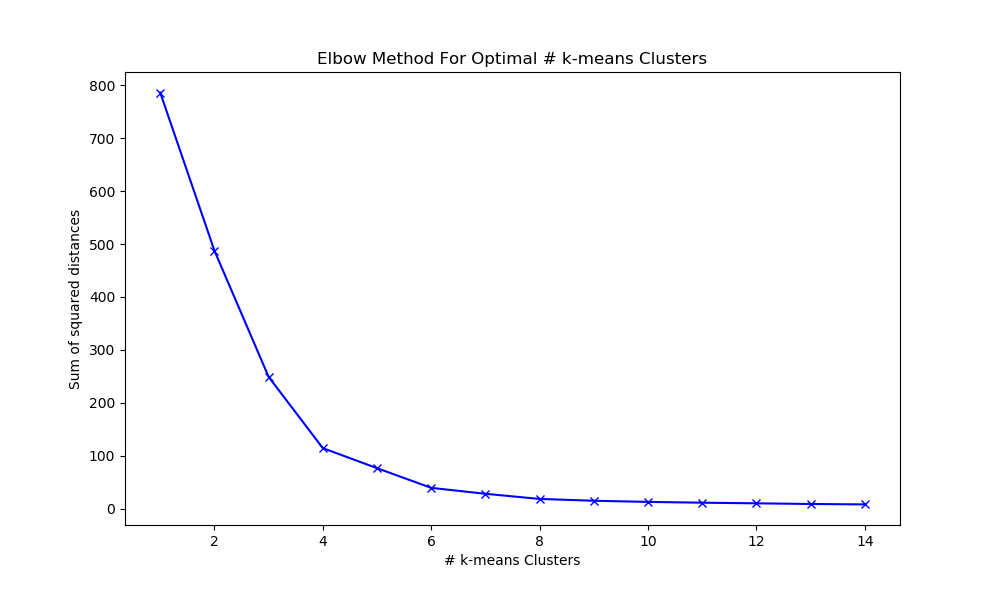 Elbow Method For Optimal # k-means Clusters
800
700
600
500
400
300
200
100
0
Sum of squared distances
2 4 6 8 10 12 14
# k-means Clusters